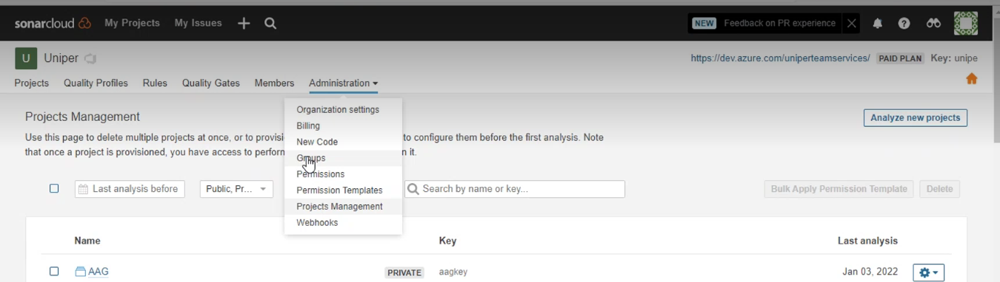 sonarcloud My Projects My Issues NEW Feedback on PR experience
U Uniper https://dev.azure.com/uniperteamservices/ PAID PLAN Key: unipe
Projects Quality Profiles Rules Quality Gates Members Administration
Organization settings
Billing
New Code
Groups
Permissions
Permission Templates
Projects Management
Webhooks
Projects Management Analyze new projects
Use this page to delete multiple projects at once, or to to configure them before the first analysis. Note
that once a project is provisioned, you have access to it.
Last analysis before Public, Pr... Search by name or key... Bulk Apply Permission Template Delete
Name Key Last analysis
AAG PRIVATE aagkey Jan 03, 2022